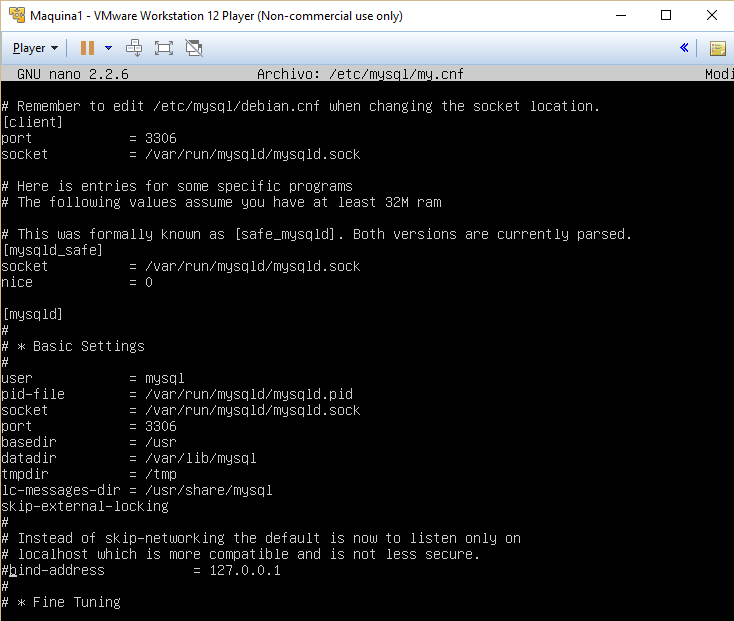 Maquina1 - VMware Workstation 12 Player (Non-commercial use only)
Player
GNU nano 2.2.6 Archivo: /etc/mysql/my.cnf Modi
# Remember to edit /etc/mysql/debian.cnf when changing the socket location.
[client]
port = 3306
socket = /var/run/mysqld/mysqld.sock
# Here is entries for some specific programs
# The following values assume you have at least 32M ram
# This was formally known as [safe_mysqld]. Both versions are currently parsed.
[mysqld_safe]
socket = /var/run/mysqld/mysqld.sock
nice = 0
[mysqld]
#
# * Basic Settings
#
user = mysql
pid-file = /var/run/mysqld/mysqld.pid
socket = /var/run/mysqld/mysqld.sock
port = 3306
basedir = /usr
datadir = /var/lib/mysql
tmpdir = /tmp
lc-messages-dir = /usr/share/mysql
skip-external-locking
#
# Instead of skip-networking the default is now to listen only on
# localhost which is more compatible and is not less secure.
#bind-address = 127.0.0.1
#
# * Fine Tuning